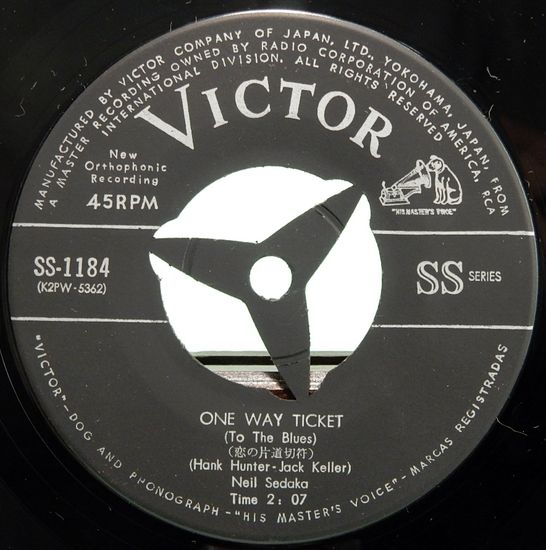 MANUFACTURED BY VICTOR COMPANY OF JAPAN, LTD., YOKOHAMA, JAPAN, FROM
A MASTER RECORDING OWNED BY RADIO CORPORATION OF AMERICA, RCA
INTERNATIONAL DIVISION. ALL RIGHTS RESERVED
VICTOR
New
Orthophonic
Recording
45RPM
"HIS MASTER'S VOICE"
SS-1184
(K2PW-5362)
SS SERIES
ONE WAY TICKET
(To The Blues)
(恋の片道切符)
(Hank Hunter-Jack Keller)
Neil Sedaka
Time 2: 07
"VICTOR"-DOG AND PHONOGRAPH-"HIS MASTER'S VOICE"-MARCAS REGISTRADAS